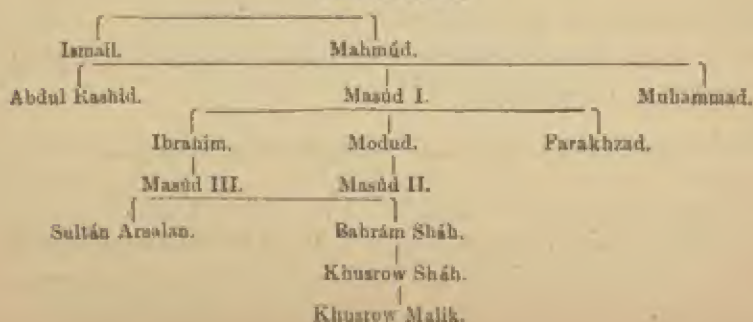 Ismail. Mahmúd.
Abdul Rashid. Masúd I. Muhammad.
Ibrahim. Modud. Farakhzad.
Masúd III. Masúd II.
Sultán Arsalan. Bahrám Sháh.
Khusrow Sháh.
Khusrow Malik.